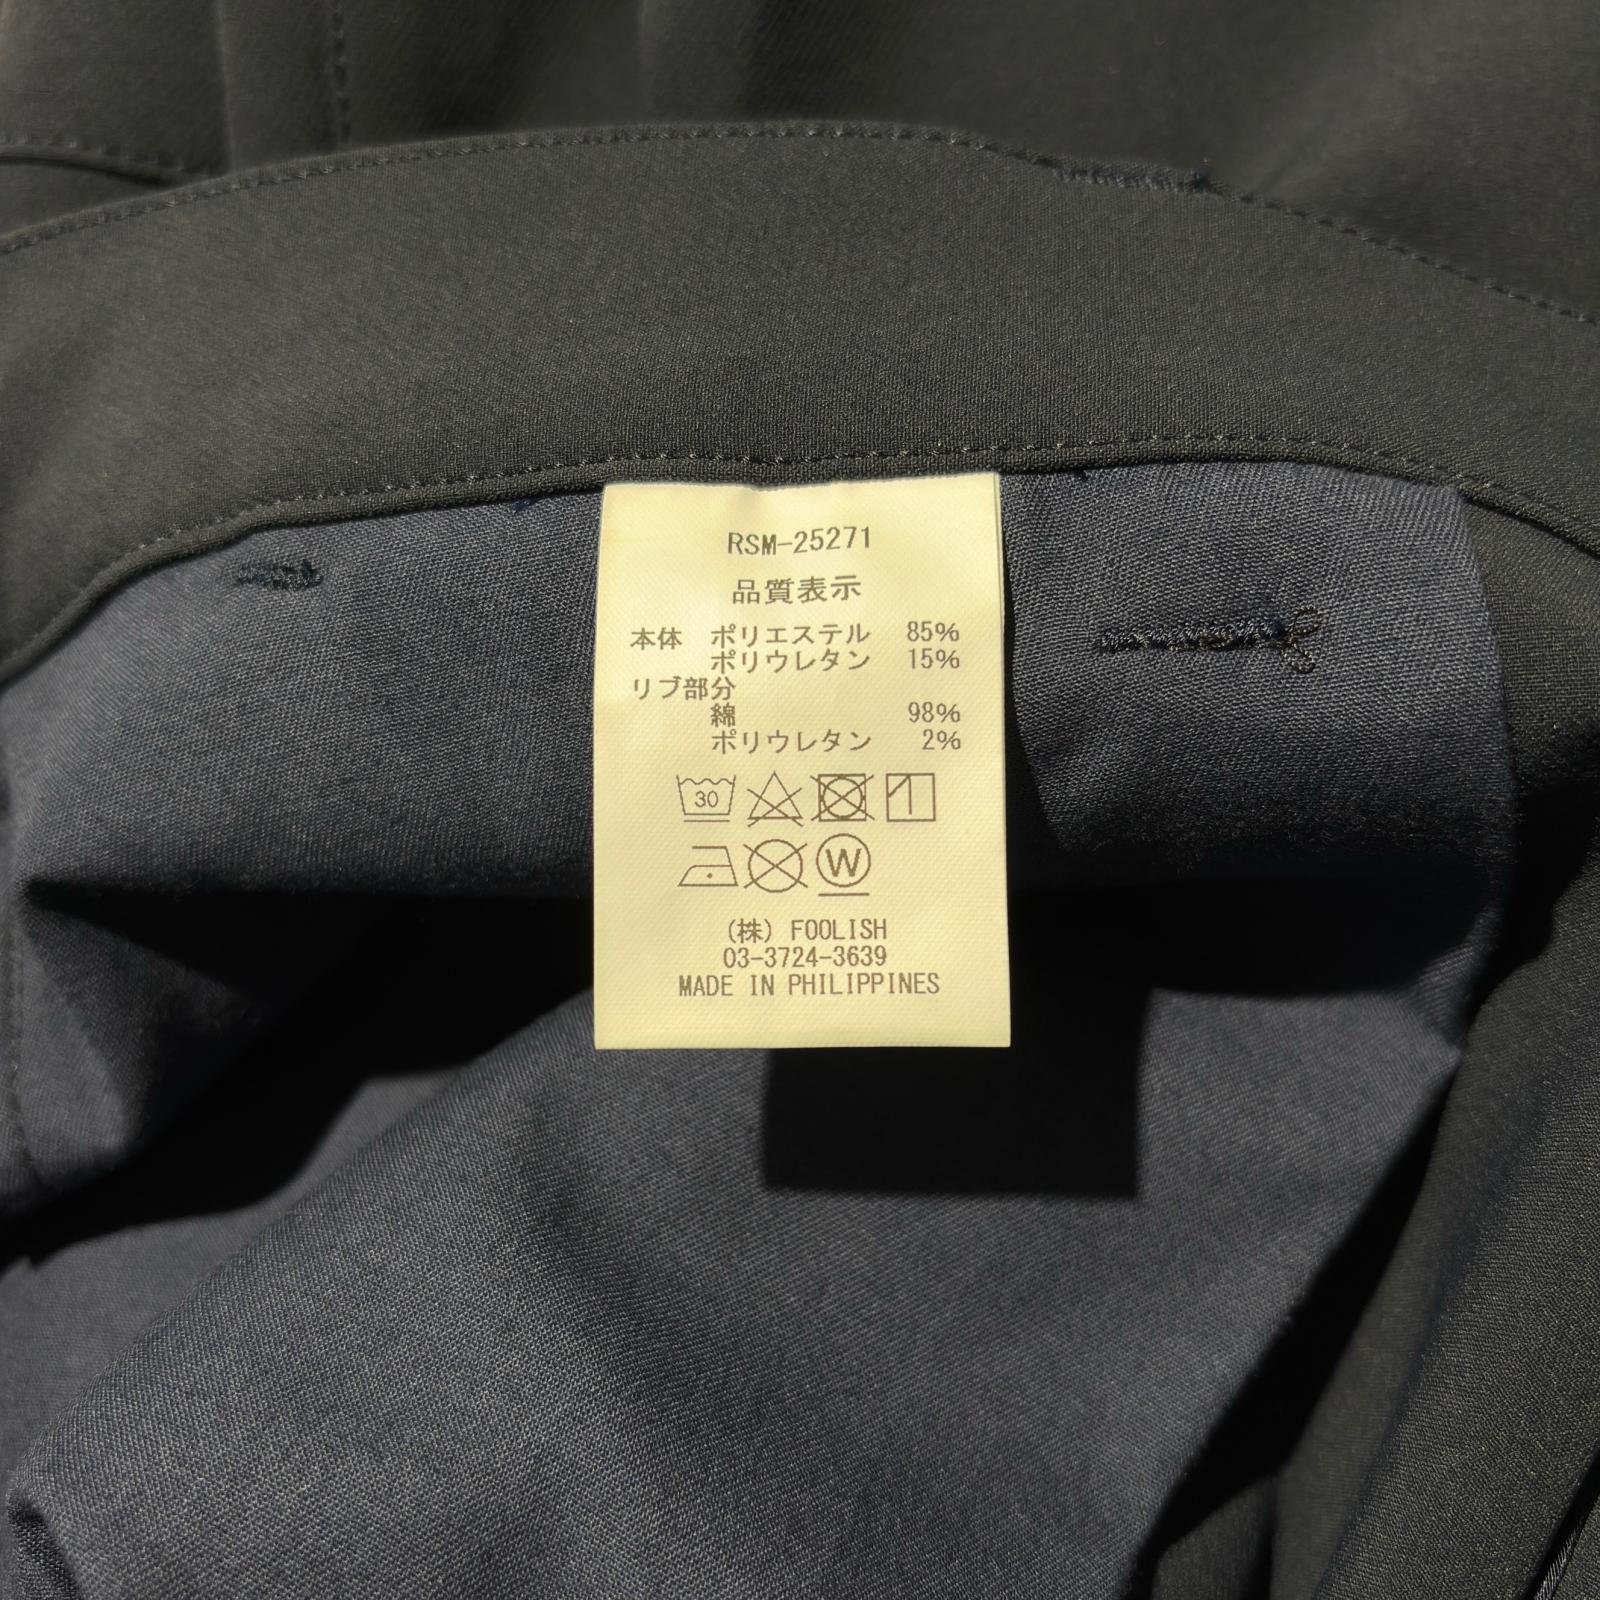 RSM-25271
品質表示
本体 ポリエステル 85%
ポリウレタン 15%
リブ部分
綿 98%
ポリウレタン 2%
30
W
(株) FOOLISH
03-3724-3639
MADE IN PHILIPPINES